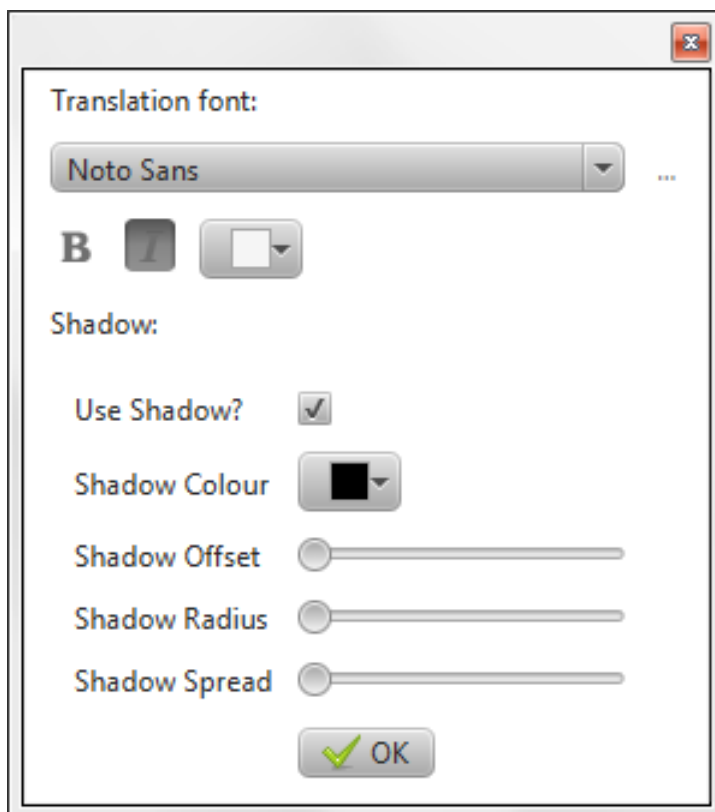 Translation font:
Noto Sans
...
B I
Shadow:
Use Shadow?
Shadow Colour
Shadow Offset
Shadow Radius
Shadow Spread
OK